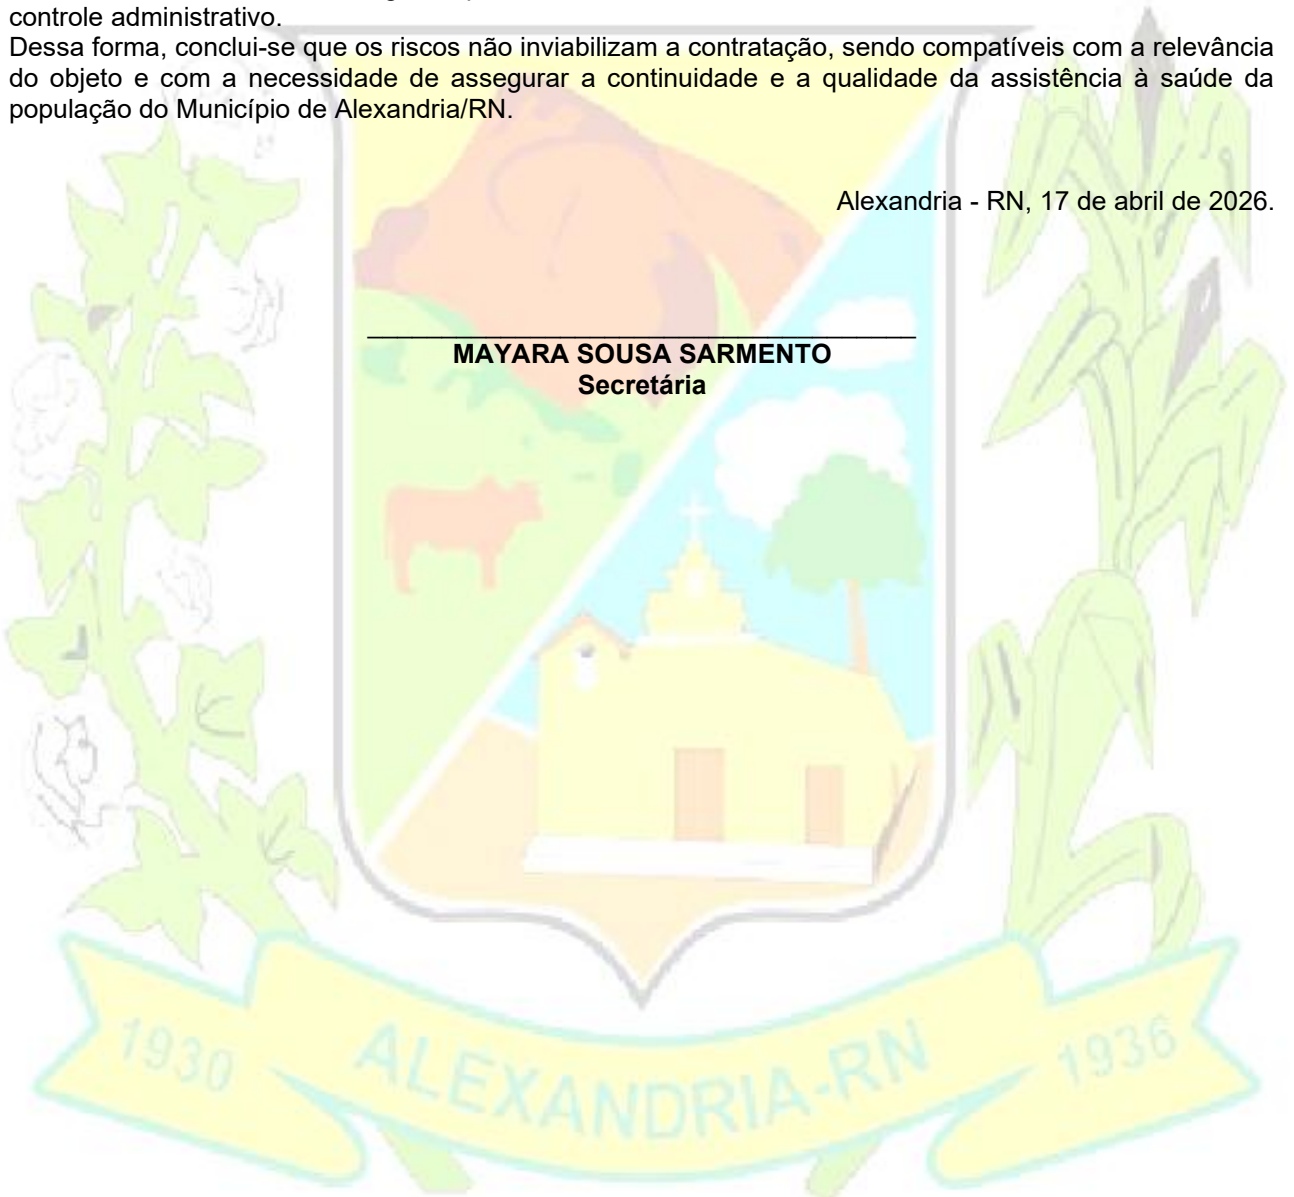 controle administrativo.
Dessa forma, conclui-se que os riscos não inviabilizam a contratação, sendo compatíveis com a relevância
do objeto e com a necessidade de assegurar a continuidade e a qualidade da assistência à saúde da
população do Município de Alexandria/RN.
Alexandria - RN, 17 de abril de 2026.
MAYARA SOUSA SARMENTO
Secretária
1930
ALEXANDRIA-RN
1936